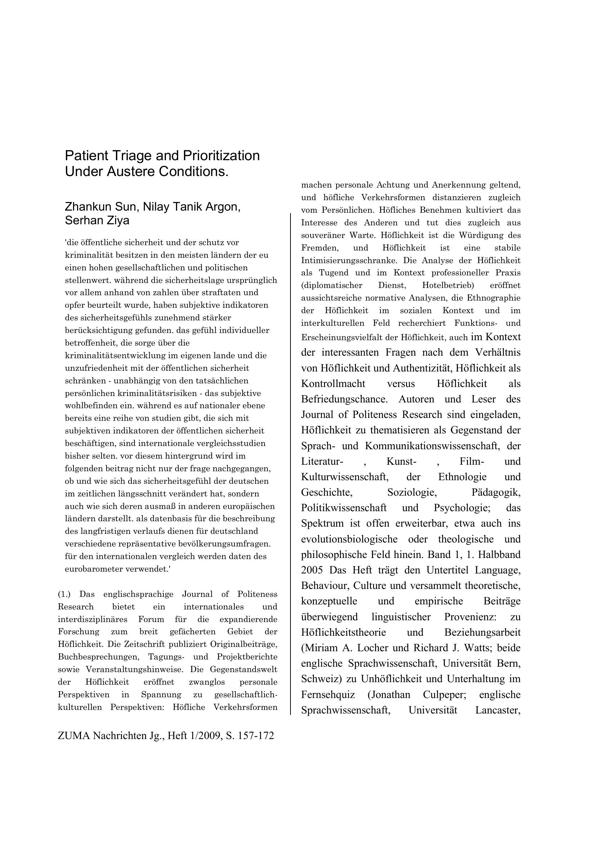 Patient Triage and Prioritization
Under Austere Conditions.
Zhankun Sun, Nilay Tanik Argon,
Serhan Ziya
'die öffentliche sicherheit und der schutz vor
kriminalität besitzen in den meisten ländern der eu
einen hohen gesellschaftlichen und politischen
stellenwert. während die sicherheitslage ursprünglich
vor allem anhand von zahlen über straftaten und
opfer beurteilt wurde, haben subjektive indikatoren
des sicherheitsgefühls zunehmend stärker
berücksichtigung gefunden. das gefühl individueller
betroffenheit, die sorge über die
kriminalitätsentwicklung im eigenen lande und die
unzufriedenheit mit der öffentlichen sicherheit
schränken - unabhängig von den tatsächlichen
persönlichen kriminalitätsrisiken - das subjektive
wohlbefinden ein. während es auf nationaler ebene
bereits eine reihe von studien gibt, die sich mit
subjektiven indikatoren der öffentlichen sicherheit
beschäftigen, sind internationale vergleichsstudien
bisher selten. vor diesem hintergrund wird im
folgenden beitrag nicht nur der frage nachgegangen,
ob und wie sich das sicherheitsgefühl der deutschen
im zeitlichen längsschnitt verändert hat, sondern
auch wie sich deren ausmaß in anderen europäischen
ländern darstellt. als datenbasis für die beschreibung
des langfristigen verlaufs dienen für deutschland
verschiedene repräsentative bevölkerungsumfragen.
für den internationalen vergleich werden daten des
eurobarometer verwendet.'
(1.) Das englischsprachige Journal of Politeness
Research bietet ein internationales und
interdisziplinäres Forum für die expandierende
Forschung zum breit gefächerten Gebiet der
Höflichkeit. Die Zeitschrift publiziert Originalbeiträge,
Buchbesprechungen, Tagungs- und Projektberichte
sowie Veranstaltungshinweise. Die Gegenstandswelt
der Höflichkeit eröffnet zwanglos personale
Perspektiven in Spannung zu gesellschaftlich-
kulturellen Perspektiven: Höfliche Verkehrsformen
machen personale Achtung und Anerkennung geltend,
und höfliche Verkehrsformen distanzieren zugleich
vom Persönlichen. Höfliches Benehmen kultiviert das
Interesse des Anderen und tut dies zugleich aus
souveräner Warte. Höflichkeit ist die Würdigung des
Fremden, und Höflichkeit ist eine stabile
Intimisierungsschranke. Die Analyse der Höflichkeit
als Tugend und im Kontext professioneller Praxis
(diplomatischer Dienst, Hotelbetrieb) eröffnet
aussichtsreiche normative Analysen, die Ethnographie
der Höflichkeit im sozialen Kontext und im
interkulturellen Feld recherchiert Funktions- und
Erscheinungsvielfalt der Höflichkeit, auch im Kontext
der interessanten Fragen nach dem Verhältnis
von Höflichkeit und Authentizität, Höflichkeit als
Kontrollmacht versus Höflichkeit als
Befriedungschance. Autoren und Leser des
Journal of Politeness Research sind eingeladen,
Höflichkeit zu thematisieren als Gegenstand der
Sprach- und Kommunikationswissenschaft, der
Literatur- , Kunst- , Film- und
Kulturwissenschaft, der Ethnologie und
Geschichte, Soziologie, Pädagogik,
Politikwissenschaft und Psychologie; das
Spektrum ist offen erweiterbar, etwa auch ins
evolutionsbiologische oder theologische und
philosophische Feld hinein. Band 1, 1. Halbband
2005 Das Heft trägt den Untertitel Language,
Behaviour, Culture und versammelt theoretische,
konzeptuelle und empirische Beiträge
überwiegend linguistischer Provenienz: zu
Höflichkeitstheorie und Beziehungsarbeit
(Miriam A. Locher und Richard J. Watts; beide
englische Sprachwissenschaft, Universität Bern,
Schweiz) zu Unhöflichkeit und Unterhaltung im
Fernsehquiz (Jonathan Culpeper; englische
Sprachwissenschaft, Universität Lancaster,
ZUMA Nachrichten Jg., Heft 1/2009, S. 157-172